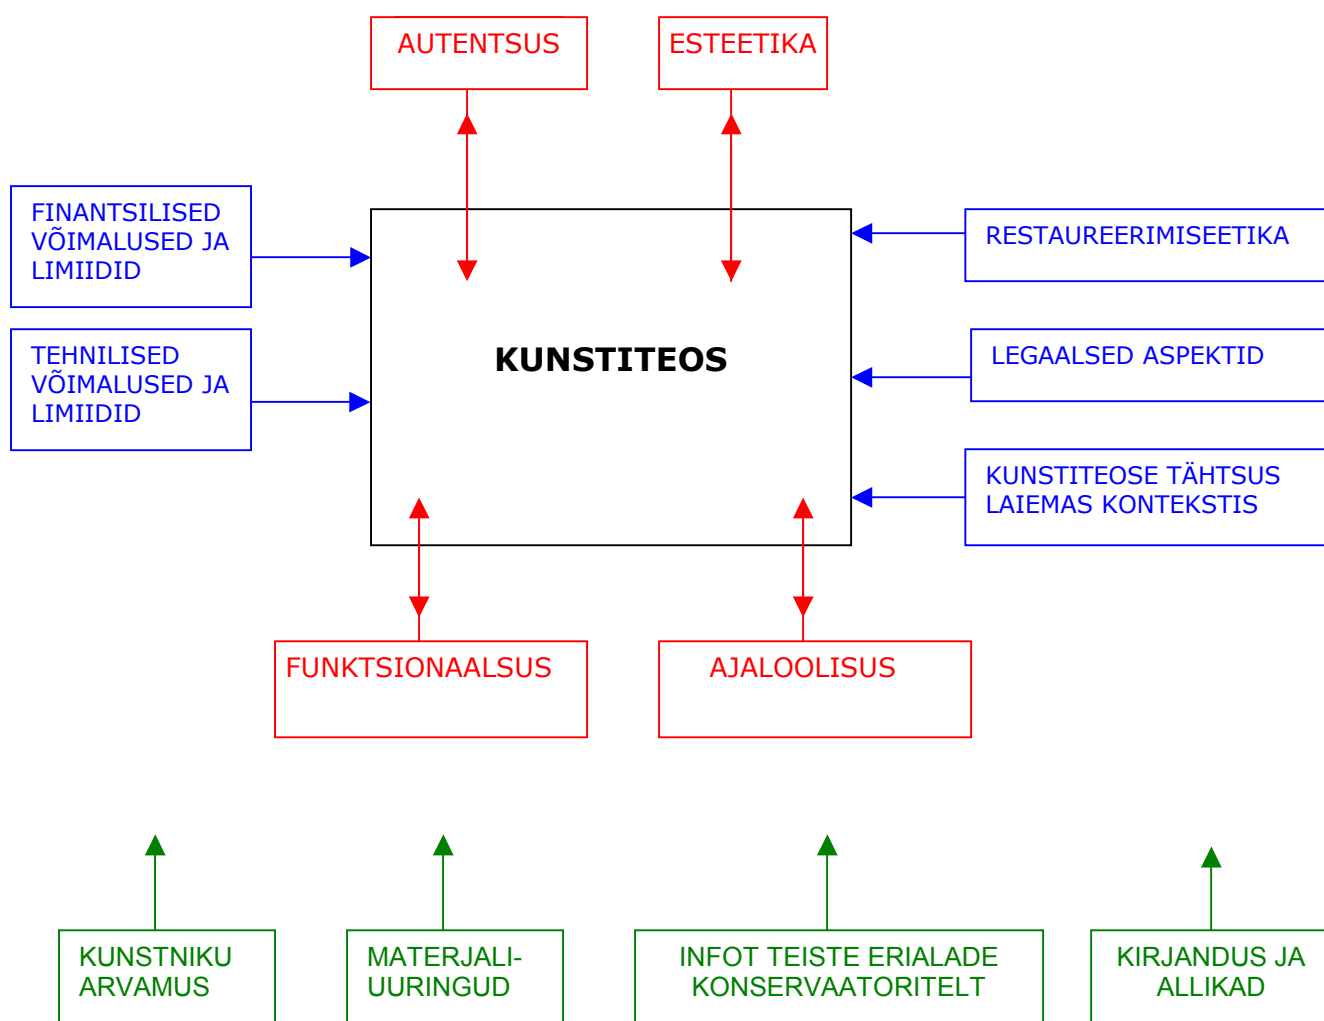 AUTENTSUS
ESTEETIKA
FINANTSILISED
VÕIMALUSED JA
LIMIIDID
RESTAUREERIMISEETIKA
TEHNILISED
VÕIMALUSED JA
LIMIIDID
KUNSTITEOS
LEGAALSED ASPEKTID
KUNSTITEOSE TÄHTSUS
LAIEMAS KONTEKSTIS
FUNKTSIONAALSUS
AJALOOLISUS
KUNSTNIKU
ARVAMUS
MATERJALI-
UURINGUD
INFOT TEISTE ERIALADE
KONSERVAATORITELT
KIRJANDUS JA
ALLIKAD